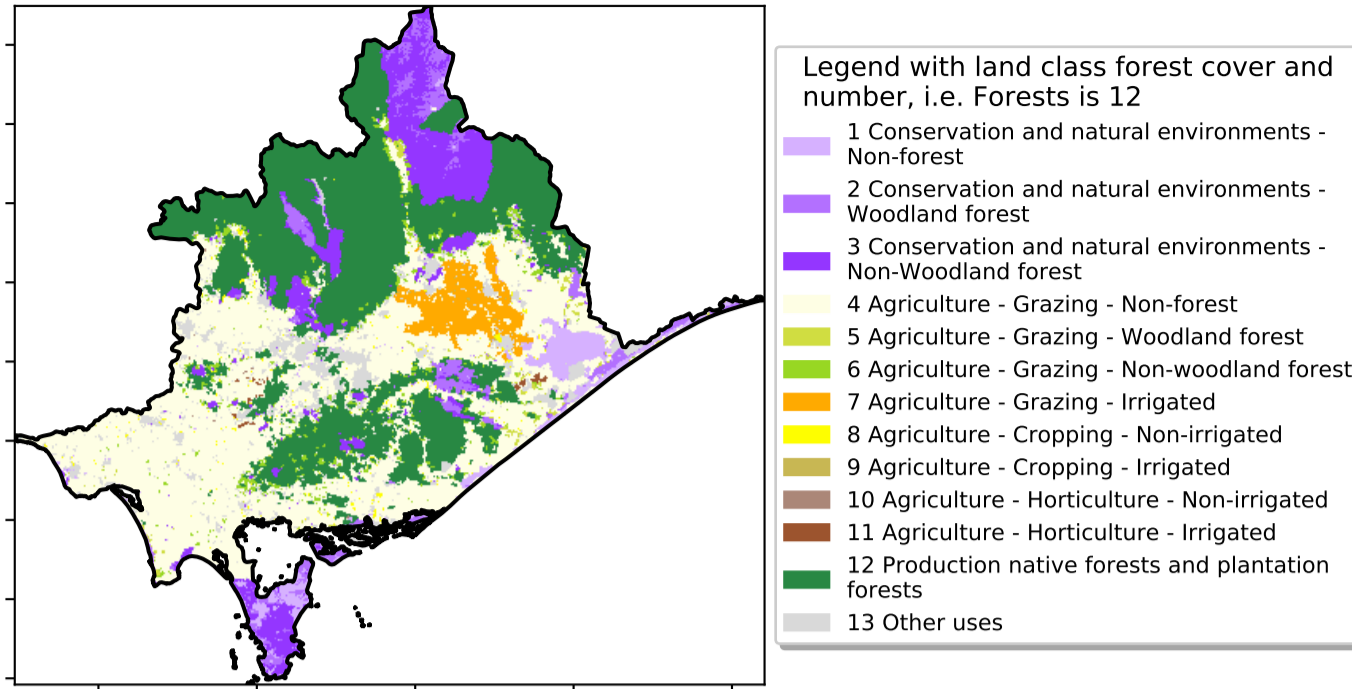 Legend with land class forest cover and
number, i.e. Forests is 12
1 Conservation and natural environments -
Non-forest
2 Conservation and natural environments -
Woodland forest
3 Conservation and natural environments -
Non-Woodland forest
4 Agriculture - Grazing - Non-forest
5 Agriculture - Grazing - Woodland forest
6 Agriculture - Grazing - Non-woodland forest
7 Agriculture - Grazing - Irrigated
8 Agriculture - Cropping - Non-irrigated
9 Agriculture - Cropping - Irrigated
10 Agriculture - Horticulture - Non-irrigated
11 Agriculture - Horticulture - Irrigated
12 Production native forests and plantation
forests
13 Other uses